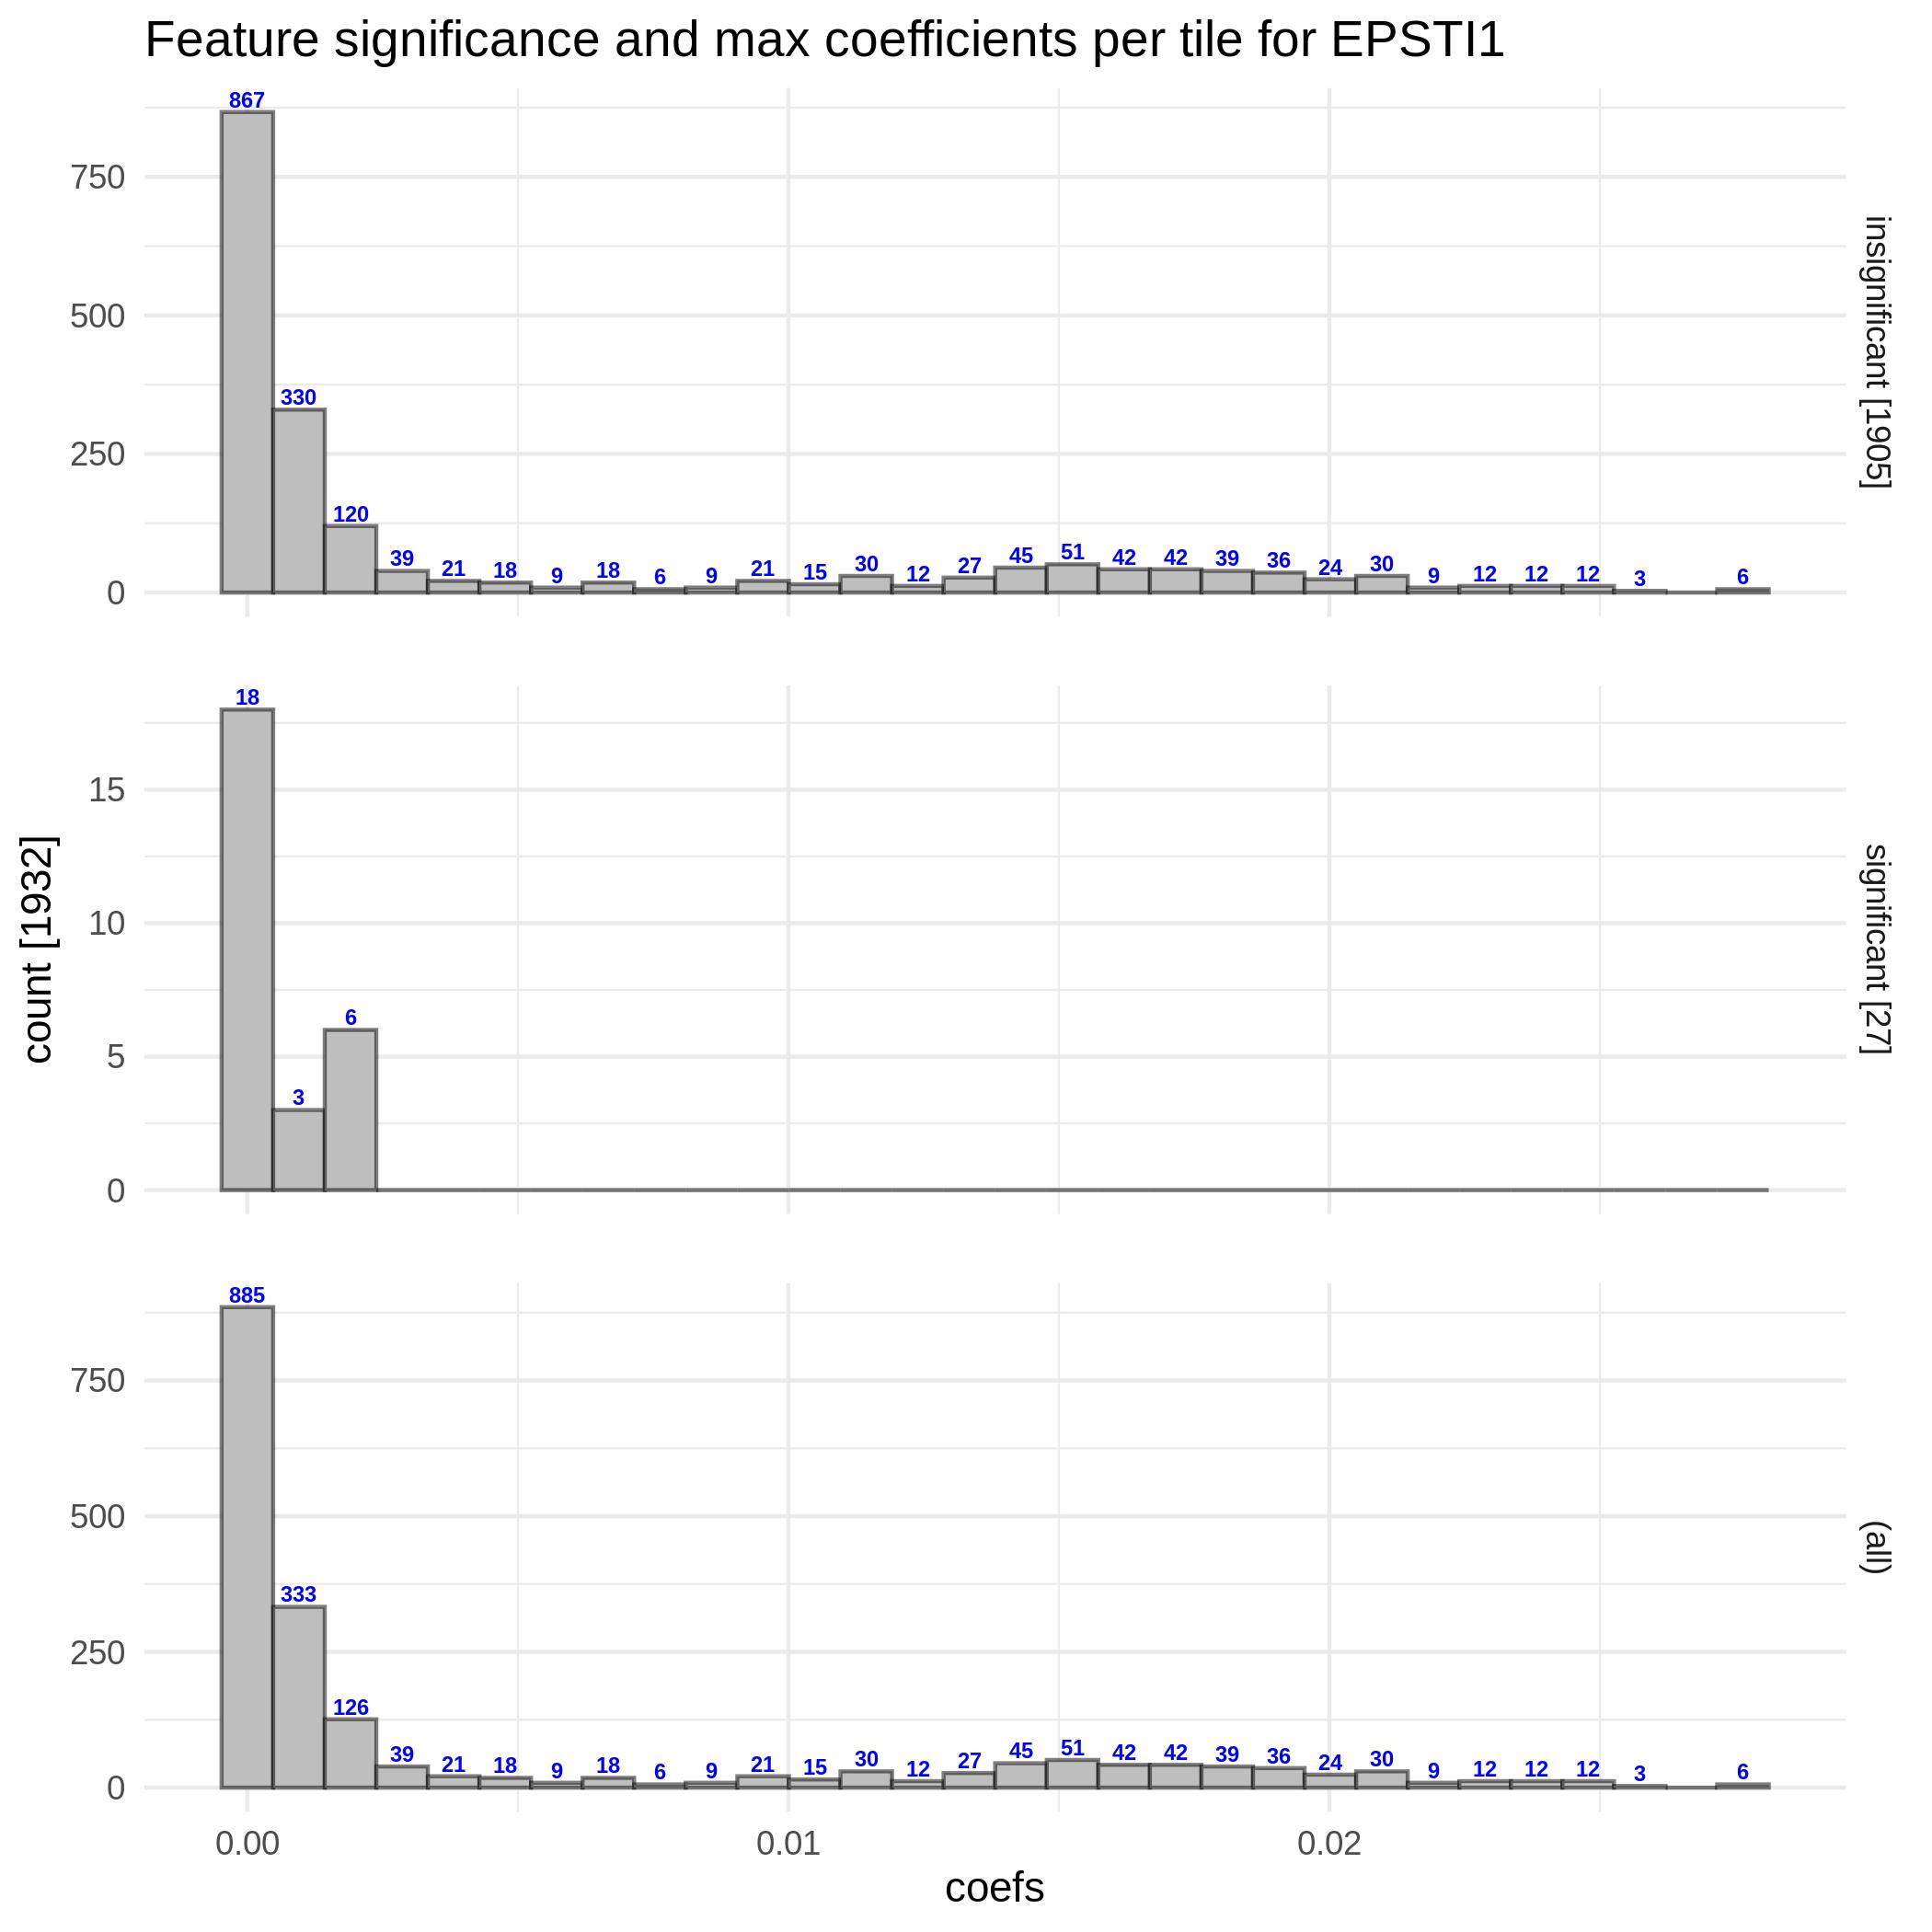 Feature significance and max coefficients per tile for EPSTI1
867
750
500
250
0
330
120
39 21 18 9 18 6 9 21 15 30 12 27 45 51 42 42 39 36 24 30 9 12 12 12 3 6
insignificant [1905]
18
15
10
5
0
3
6
significant [27]
count [1932]
885
750
500
250
0
333
126
39 21 18 9 18 6 9 21 15 30 12 27 45 51 42 42 39 36 24 30 9 12 12 12 3 6
(all)
0.00 0.01 0.02
coefs